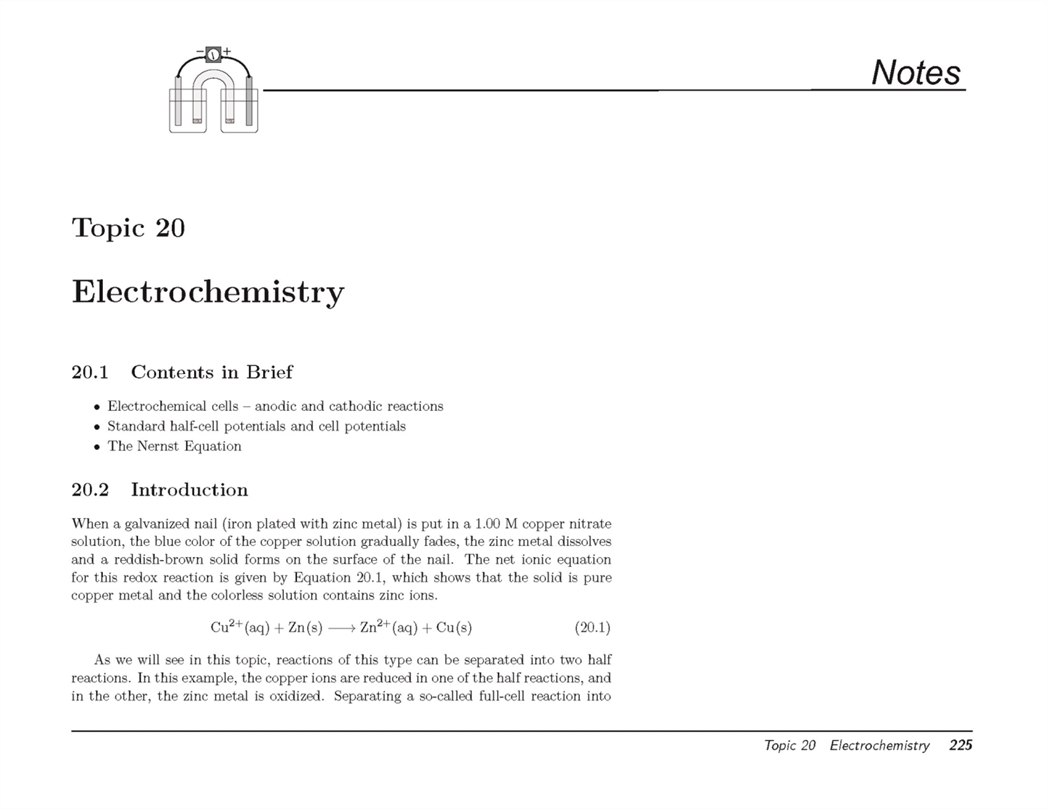 − +
Notes
Topic 20
Electrochemistry
20.1 Contents in Brief
• Electrochemical cells – anodic and cathodic reactions
• Standard half-cell potentials and cell potentials
• The Nernst Equation
20.2 Introduction
When a galvanized nail (iron plated with zinc metal) is put in a 1.00 M copper nitrate
solution, the blue color of the copper solution gradually fades, the zinc metal dissolves
and a reddish-brown solid forms on the surface of the nail. The net ionic equation
for this redox reaction is given by Equation 20.1, which shows that the solid is pure
copper metal and the colorless solution contains zinc ions.
Cu²⁺(aq) + Zn(s) ⟶ Zn²⁺(aq) + Cu(s) (20.1)
As we will see in this topic, reactions of this type can be separated into two half
reactions. In this example, the copper ions are reduced in one of the half reactions, and
in the other, the zinc metal is oxidized. Separating a so-called full-cell reaction into
Topic 20 Electrochemistry 225